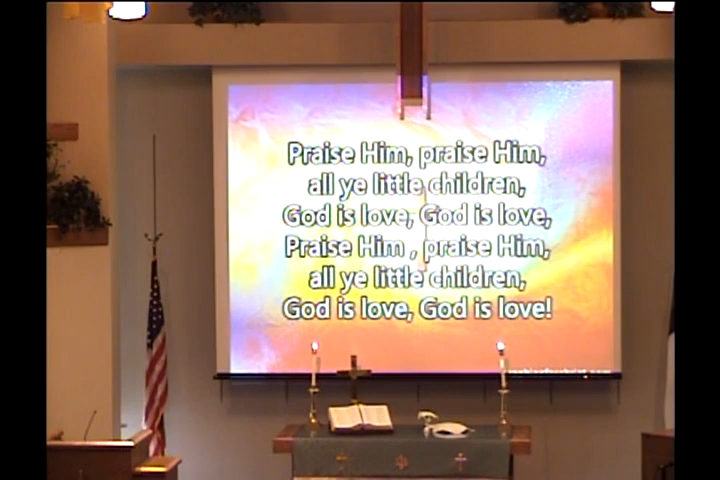 Praise Him, praise Him,
all ye little children,
God is love, God is love,
Praise Him , praise Him,
all ye little children,
God is love, God is love!